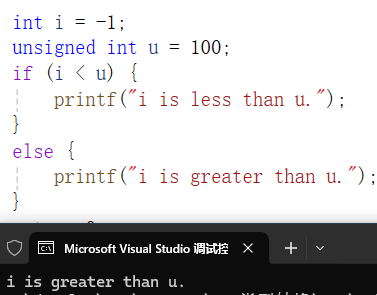 int i = -1;
unsigned int u = 100;
if (i < u) {
    printf("i is less than u.");
}
else {
    printf("i is greater than u.");
}
Microsoft Visual Studio 调试控
i is greater than u.